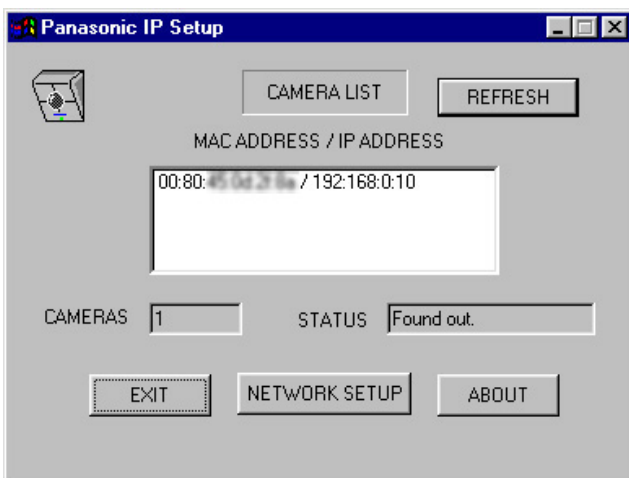 Panasonic IP Setup
CAMERA LIST
REFRESH
MAC ADDRESS / IP ADDRESS
00:80: / 192:168:0:10
CAMERAS 1 STATUS Found out.
EXIT NETWORK SETUP ABOUT